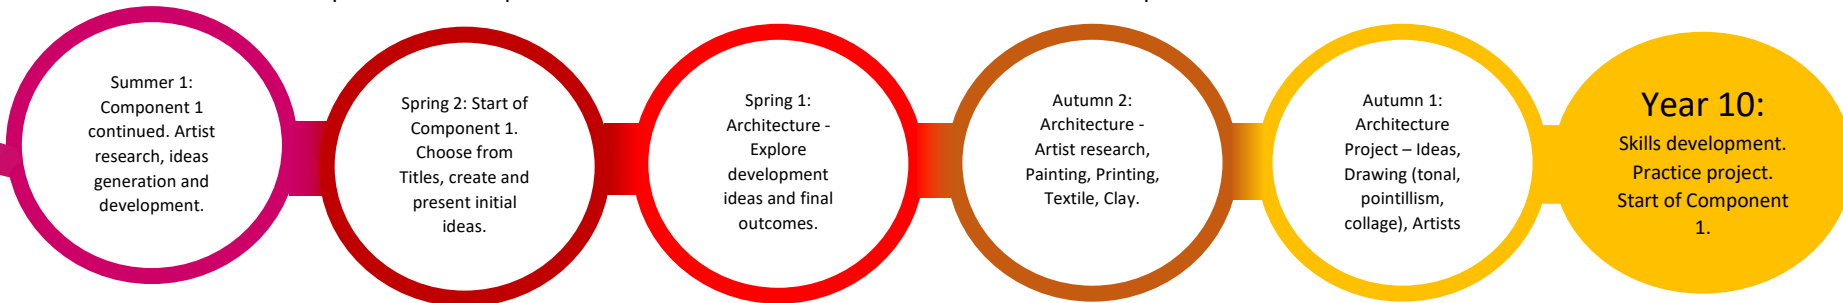 Summer 1:
Component 1
continued. Artist
research, ideas
generation and
development.
Spring 2: Start of
Component 1.
Choose from
Titles, create and
present initial
ideas.
Spring 1:
Architecture -
Explore
development
ideas and final
outcomes.
Autumn 2:
Architecture -
Artist research,
Painting, Printing,
Textile, Clay.
Autumn 1:
Architecture
Project – Ideas,
Drawing (tonal,
pointillism,
collage), Artists
Year 10:
Skills development.
Practice project.
Start of Component
1.